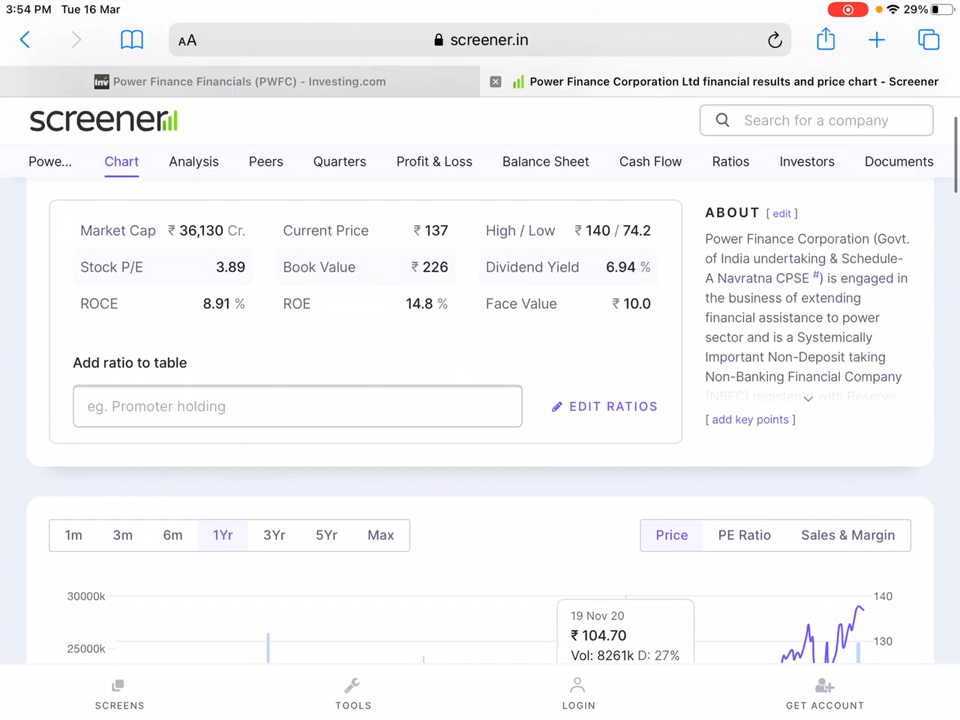 3:54 PM Tue 16 Mar
29%
AA
screener.in
Inv Power Finance Financials (PWFC) - Investing.com
Power Finance Corporation Ltd financial results and price chart - Screener
screener
Search for a company
Powe... Chart Analysis Peers Quarters Profit & Loss Balance Sheet Cash Flow Ratios Investors Documents
Market Cap ₹ 36,130 Cr. Current Price ₹ 137 High / Low ₹ 140 / 74.2
Stock P/E 3.89 Book Value ₹ 226 Dividend Yield 6.94 %
ROCE 8.91 % ROE 14.8 % Face Value ₹ 10.0
Add ratio to table
eg. Promoter holding
EDIT RATIOS
ABOUT [ edit ]
Power Finance Corporation (Govt.
of India undertaking & Schedule-
A Navratna CPSE #) is engaged in
the business of extending
financial assistance to power
sector and is a Systemically
Important Non-Deposit taking
Non-Banking Financial Company
(NBFC) registered with Reserve
[ add key points ]
1m 3m 6m 1Yr 3Yr 5Yr Max
Price PE Ratio Sales & Margin
30000k
25000k
19 Nov 20
₹ 104.70
Vol: 8261k D: 27%
140
130
SCREENS TOOLS LOGIN GET ACCOUNT